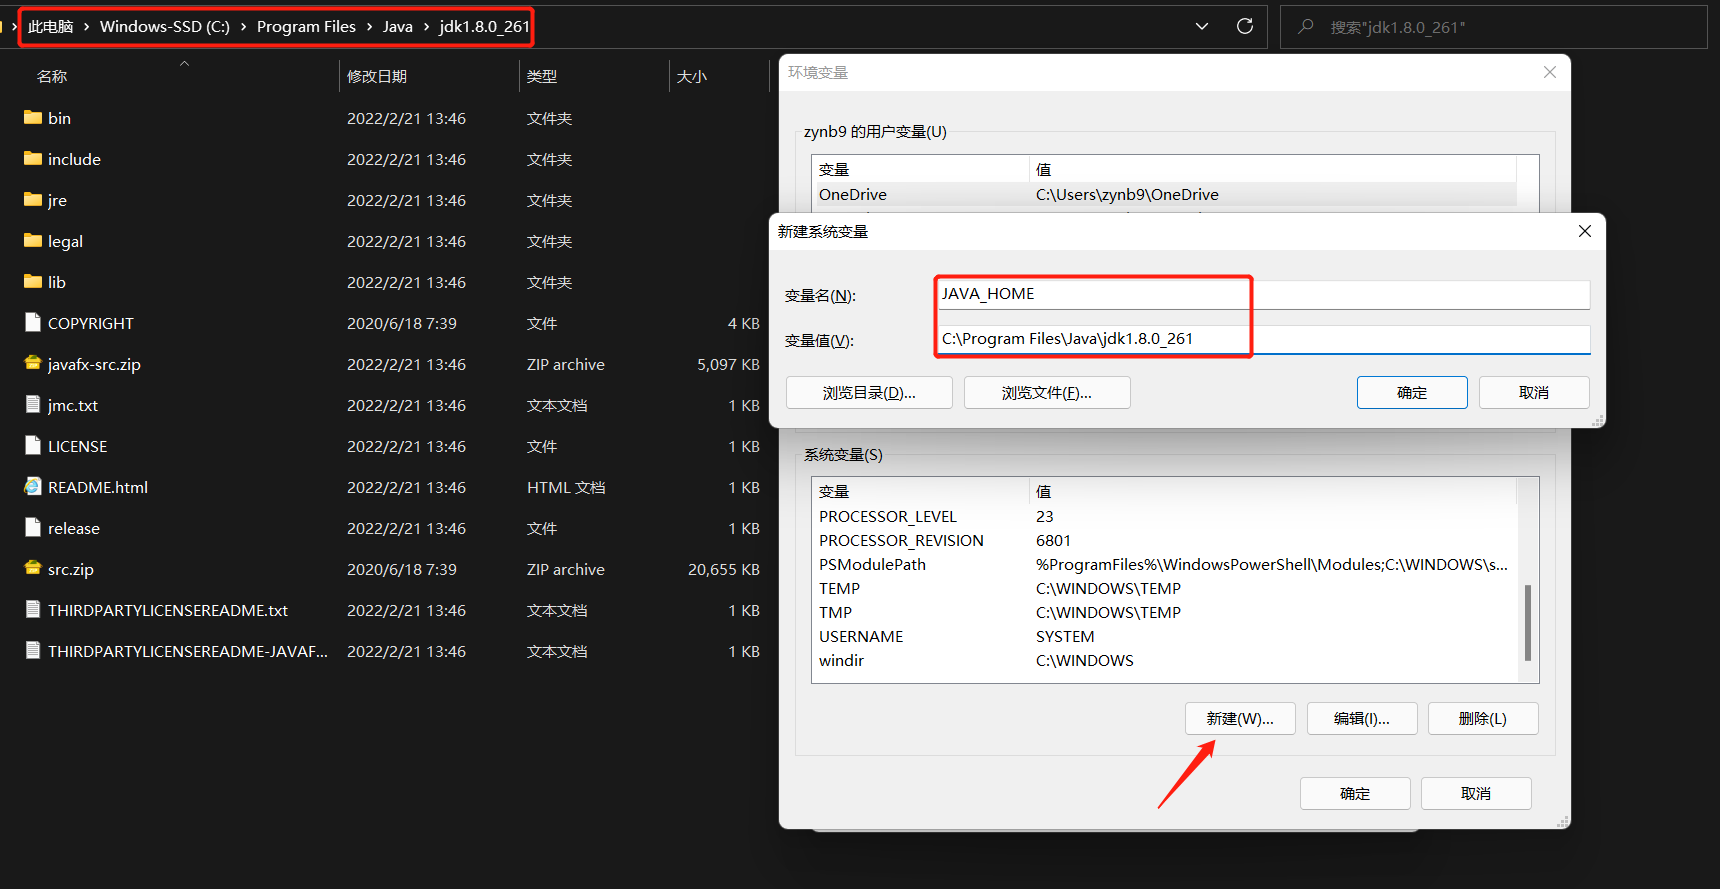 此电脑 › Windows-SSD (C:) › Program Files › Java › jdk1.8.0_261
搜索"jdk1.8.0_261"
名称 修改日期 类型 大小
bin 2022/2/21 13:46 文件夹
include 2022/2/21 13:46 文件夹
jre 2022/2/21 13:46 文件夹
legal 2022/2/21 13:46 文件夹
lib 2022/2/21 13:46 文件夹
COPYRIGHT 2020/6/18 7:39 文件 4 KB
javafx-src.zip 2022/2/21 13:46 ZIP archive 5,097 KB
jmc.txt 2022/2/21 13:46 文本文档 1 KB
LICENSE 2022/2/21 13:46 文件 1 KB
README.html 2022/2/21 13:46 HTML 文档 1 KB
release 2022/2/21 13:46 文件 1 KB
src.zip 2020/6/18 7:39 ZIP archive 20,655 KB
THIRDPARTYLICENSEREADME.txt 2022/2/21 13:46 文本文档 1 KB
THIRDPARTYLICENSEREADME-JAVAF... 2022/2/21 13:46 文本文档 1 KB
环境变量
zynb9 的用户变量(U)
变量 值
OneDrive C:\Users\zynb9\OneDrive
新建系统变量
变量名(N): JAVA_HOME
变量值(V): C:\Program Files\Java\jdk1.8.0_261
浏览目录(D)... 浏览文件(F)... 确定 取消
系统变量(S)
变量 值
PROCESSOR_LEVEL 23
PROCESSOR_REVISION 6801
PSModulePath %ProgramFiles%\WindowsPowerShell\Modules;C:\WINDOWS\s...
TEMP C:\WINDOWS\TEMP
TMP C:\WINDOWS\TEMP
USERNAME SYSTEM
windir C:\WINDOWS
新建(W)... 编辑(I)... 删除(L)
确定 取消